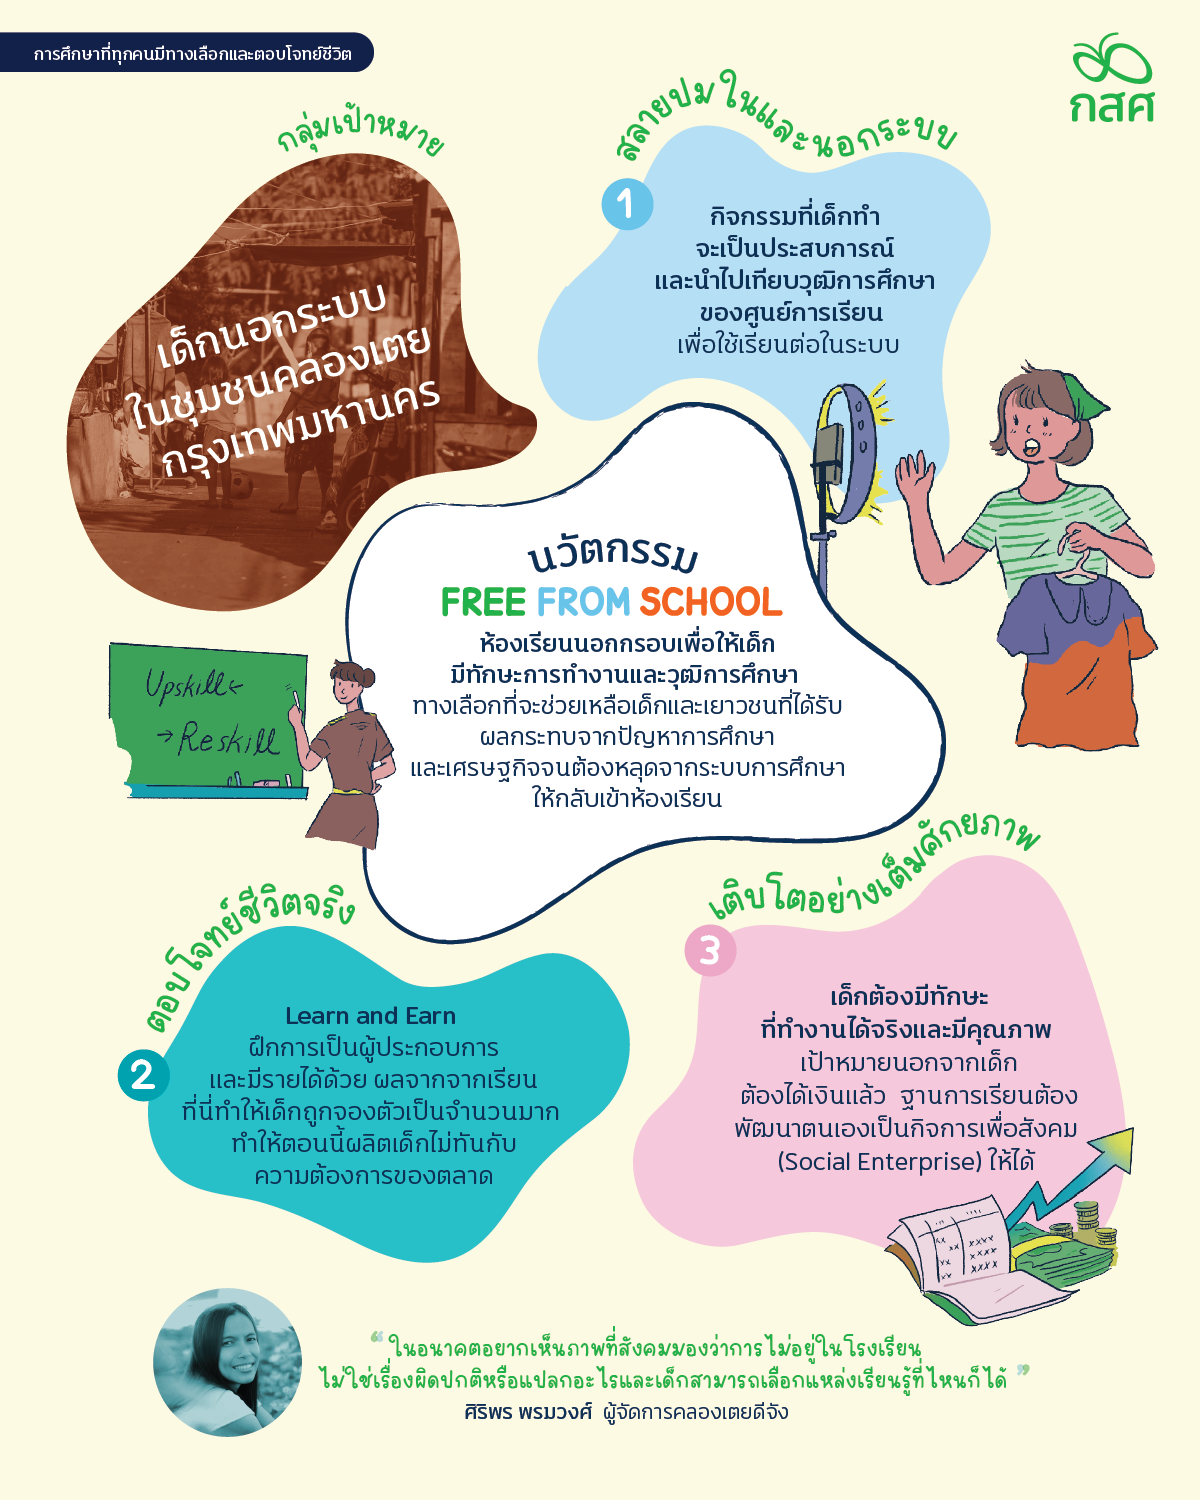 การศึกษาที่ทุกคนมีทางเลือกและตอบโจทย์ชีวิต
กสศ
กลุ่มเป้าหมาย
เด็กนอกระบบ
ในชุมชนคลองเตย
กรุงเทพมหานคร
สลายปมในและนอกระบบ
1
กิจกรรมที่เด็กทำ
จะเป็นประสบการณ์
และนำไปเทียบวุฒิการศึกษา
ของศูนย์การเรียน
เพื่อใช้เรียนต่อในระบบ
นวัตกรรม
FREE FROM SCHOOL
ห้องเรียนนอกกรอบเพื่อให้เด็ก
มีทักษะการทำงานและวุฒิการศึกษา
ทางเลือกที่จะช่วยเหลือเด็กและเยาวชนที่ได้รับ
ผลกระทบจากปัญหาการศึกษา
และเศรษฐกิจจนต้องหลุดจากระบบการศึกษา
ให้กลับเข้าห้องเรียน
Upskill←
→Reskill
ตอบโจทย์ชีวิตจริง
2
Learn and Earn
ฝึกการเป็นผู้ประกอบการ
และมีรายได้ด้วย ผลจากจากเรียน
ที่นี่ทำให้เด็กถูกจองตัวเป็นจำนวนมาก
ทำให้ตอนนี้ผลิตเด็กไม่ทันกับ
ความต้องการของตลาด
เติบโตอย่างเต็มศักยภาพ
3
เด็กต้องมีทักษะ
ที่ทำงานได้จริงและมีคุณภาพ
เป้าหมายนอกจากเด็ก
ต้องได้เงินแล้ว ฐานการเรียนต้อง
พัฒนาตนเองเป็นกิจการเพื่อสังคม
(Social Enterprise) ให้ได้
“ ในอนาคตอยากเห็นภาพที่สังคมมองว่าการไม่อยู่ในโรงเรียน
ไม่ใช่เรื่องผิดปกติหรือแปลกอะไรและเด็กสามารถเลือกแหล่งเรียนรู้ที่ไหนก็ได้ ”
ศิริพร พรมวงศ์ ผู้จัดการคลองเตยดีจัง